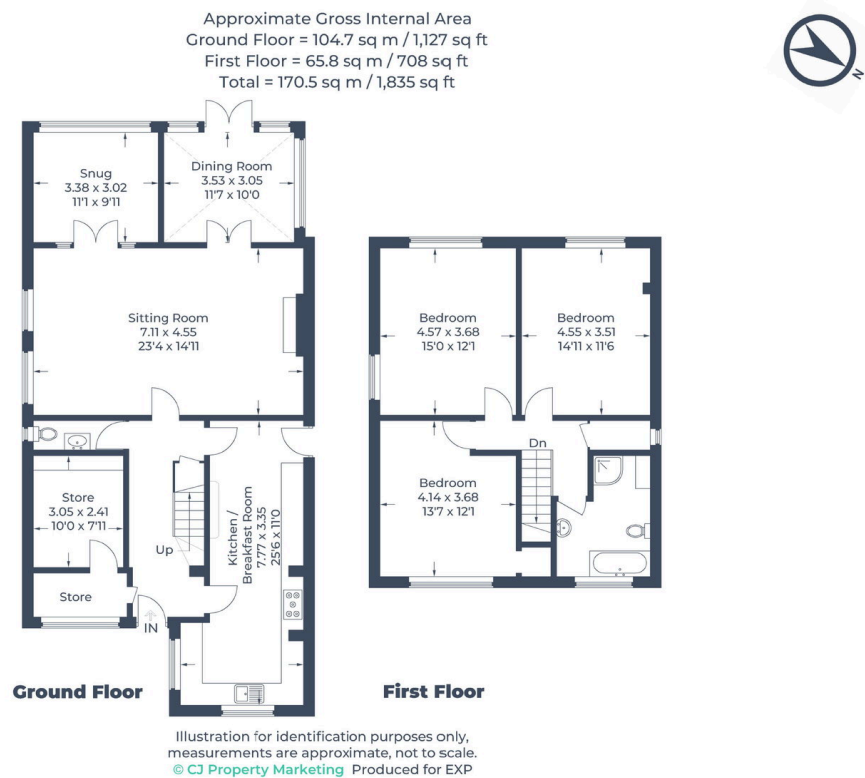 Approximate Gross Internal Area
Ground Floor = 104.7 sq m / 1,127 sq ft
First Floor = 65.8 sq m / 708 sq ft
Total = 170.5 sq m / 1,835 sq ft
N
Snug
3.38 x 3.02
11'1 x 9'11
Dining Room
3.53 x 3.05
11'7 x 10'0
Sitting Room
7.11 x 4.55
23'4 x 14'11
Store
3.05 x 2.41
10'0 x 7'11
Store
Up
IN
Kitchen /
Breakfast Room
7.77 x 3.35
25'6 x 11'0
Bedroom
4.57 x 3.68
15'0 x 12'1
Bedroom
4.55 x 3.51
14'11 x 11'6
Dn
Bedroom
4.14 x 3.68
13'7 x 12'1
Ground Floor
First Floor
Illustration for identification purposes only,
measurements are approximate, not to scale.
© CJ Property Marketing Produced for EXP